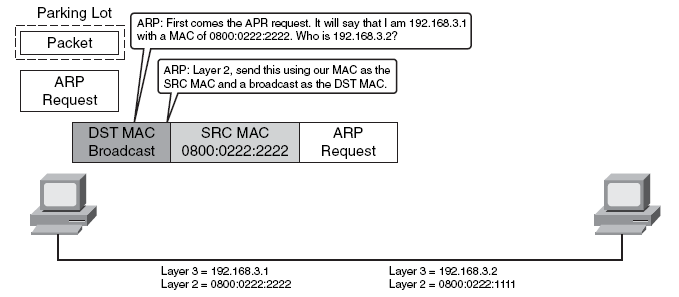 Parking Lot
Packet
ARP
Request
ARP: First comes the APR request. It will say that I am 192.168.3.1
with a MAC of 0800:0222:2222. Who is 192.168.3.2?
ARP: Layer 2, send this using our MAC as the
SRC MAC and a broadcast as the DST MAC.
DST MAC
Broadcast
SRC MAC
0800:0222:2222
ARP
Request
Layer 3 = 192.168.3.1
Layer 2 = 0800:0222:2222
Layer 3 = 192.168.3.2
Layer 2 = 0800:0222:1111